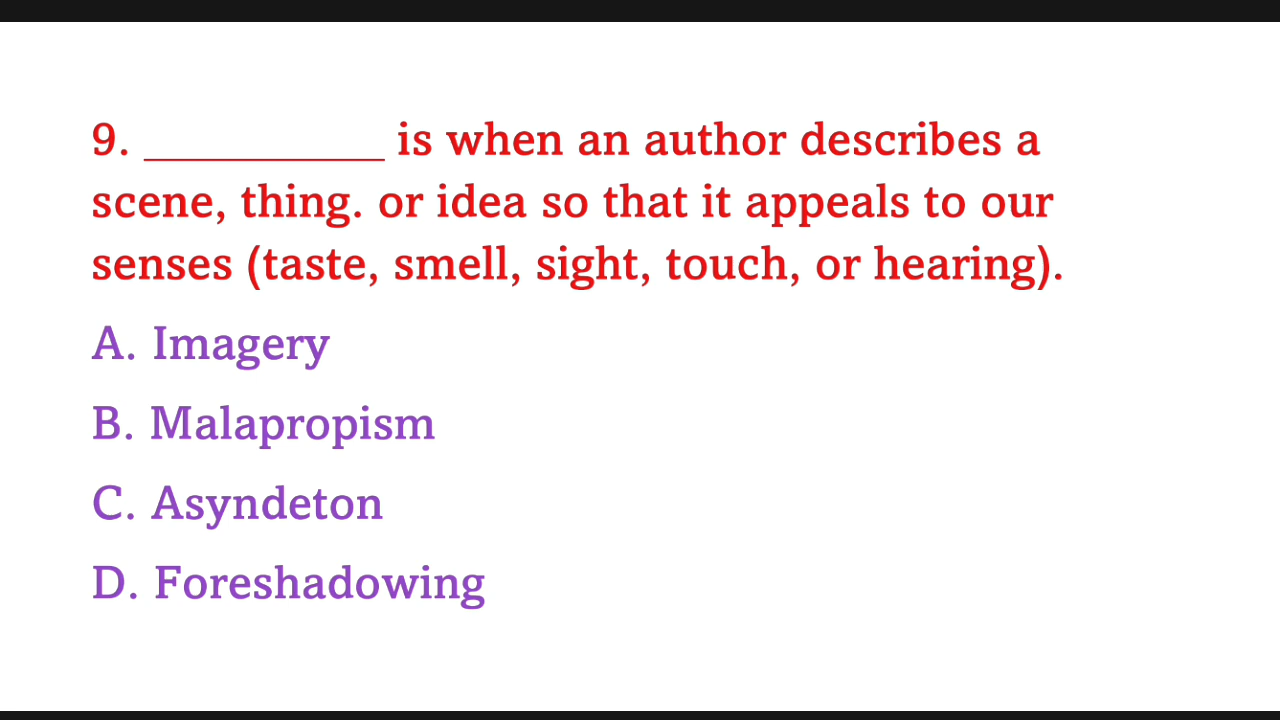 9. __________ is when an author describes a
scene, thing. or idea so that it appeals to our
senses (taste, smell, sight, touch, or hearing).
A. Imagery
B. Malapropism
C. Asyndeton
D. Foreshadowing